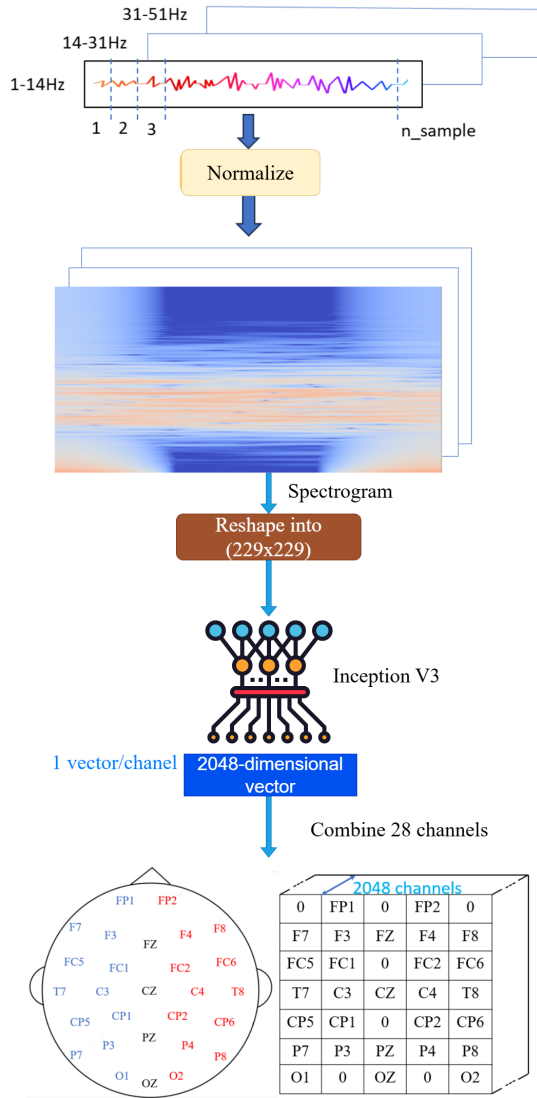 31-51Hz
14-31Hz
1-14Hz
1 2 3 n_sample
Normalize
Spectrogram
Reshape into
(229x229)
Inception V3
1 vector/chanel
2048-dimensional
vector
Combine 28 channels
FP1 FP2
F7 F3 FZ F4 F8
FC5 FC1 FC2 FC6
T7 C3 CZ C4 T8
CP5 CP1 CP2 CP6
P7 P3 PZ P4 P8
O1 OZ O2
2048 channels
0 FP1 0 FP2 0
F7 F3 FZ F4 F8
FC5 FC1 0 FC2 FC6
T7 C3 CZ C4 T8
CP5 CP1 0 CP2 CP6
P7 P3 PZ P4 P8
O1 0 OZ 0 O2